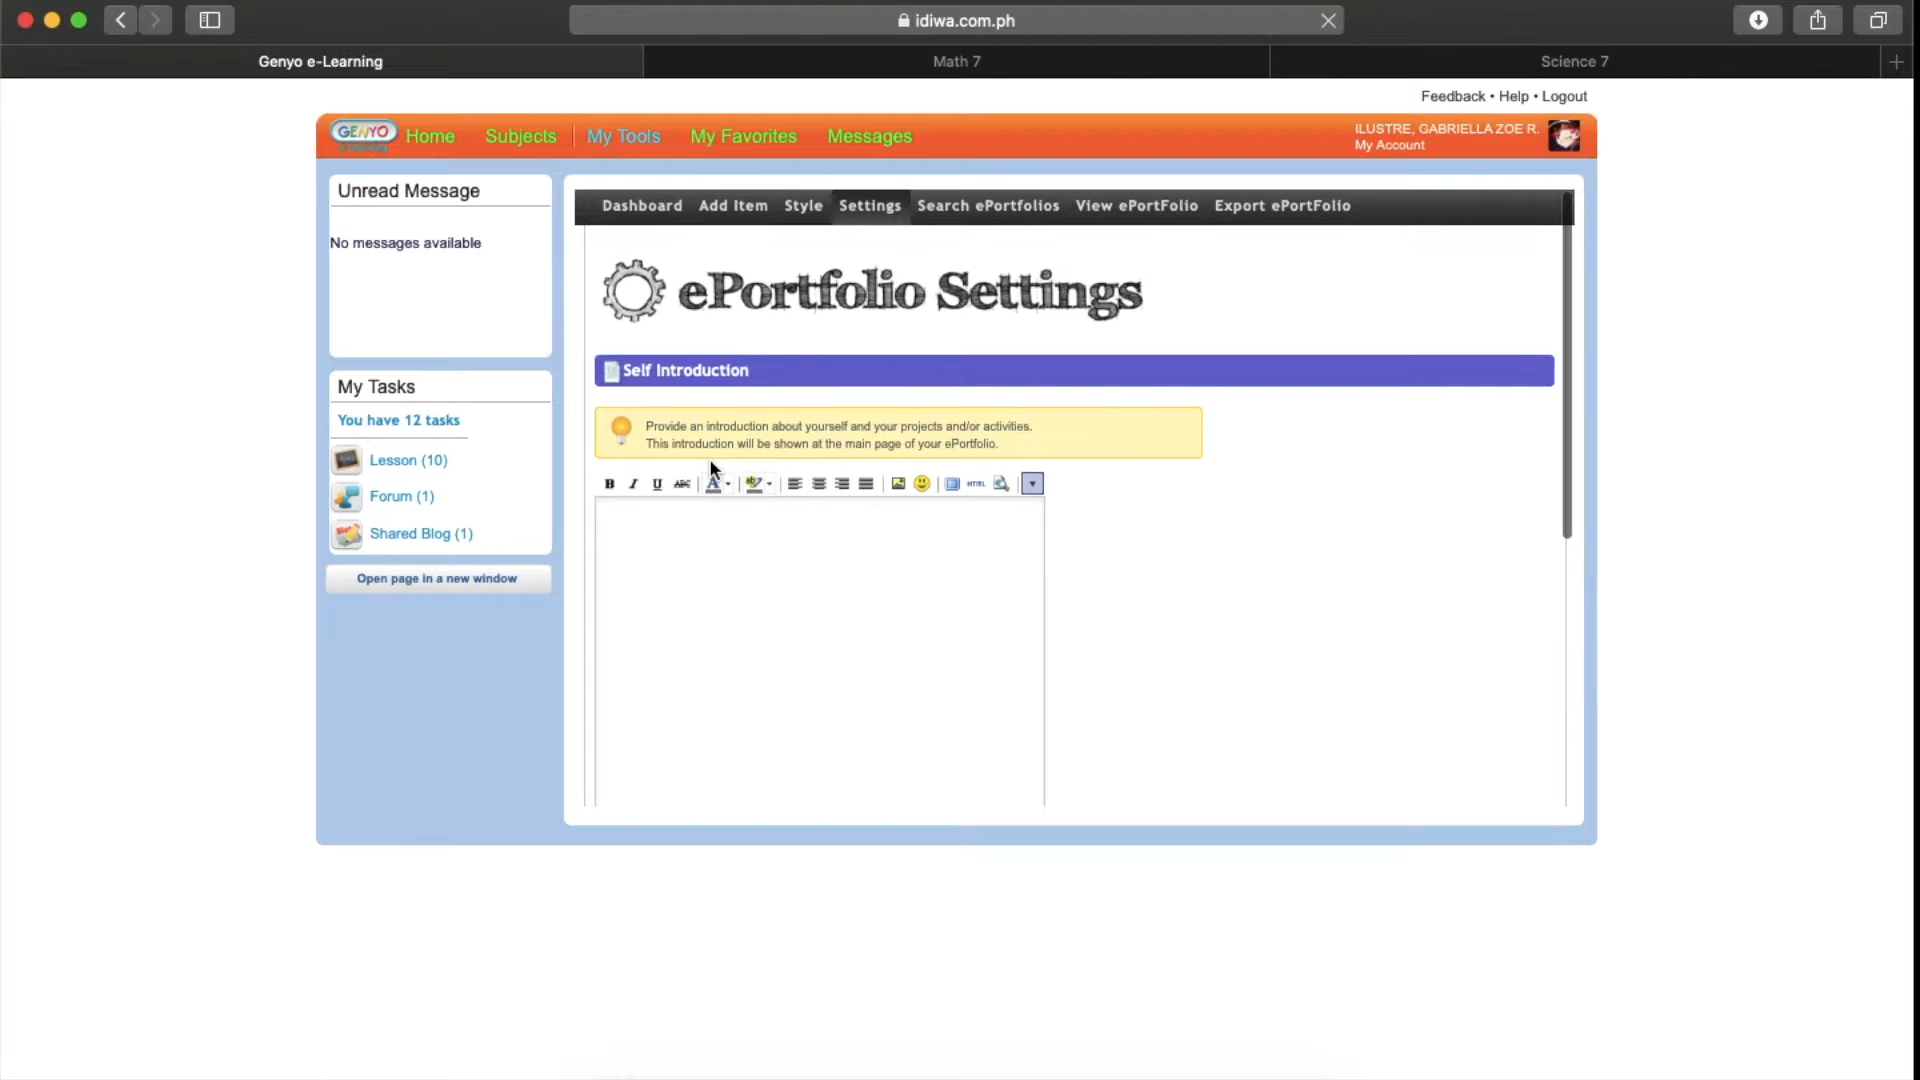 idiwa.com.ph
Genyo e-Learning
Math 7
Science 7
Feedback • Help • Logout
GENYO
e-Learning
Home
Subjects
My Tools
My Favorites
Messages
ILUSTRE, GABRIELLA ZOE R.
My Account
Unread Message
No messages available
My Tasks
You have 12 tasks
Lesson (10)
Forum (1)
Shared Blog (1)
Open page in a new window
Dashboard
Add Item
Style
Settings
Search ePortfolios
View ePortFolio
Export ePortFolio
ePortfolio Settings
Self Introduction
Provide an introduction about yourself and your projects and/or activities.
This introduction will be shown at the main page of your ePortfolio.
B I U ABC A ab HTML